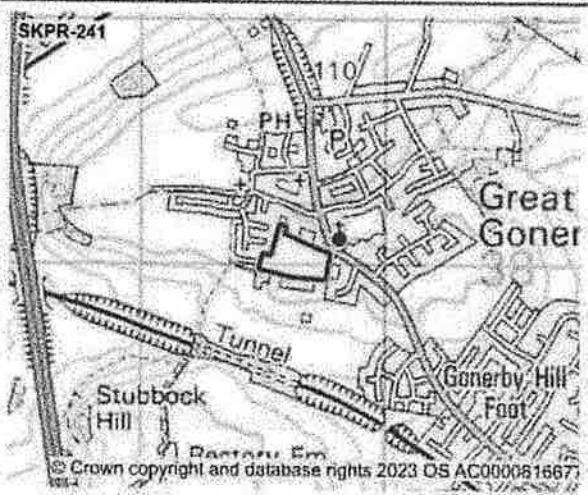 SKPR-241
110
PH
P
Great
Goner
38
Tunnel
Gonerby Hill
Foot
Stubbock
Hill
Rectory Fm
© Crown copyright and database rights 2023 OS AC0000816677